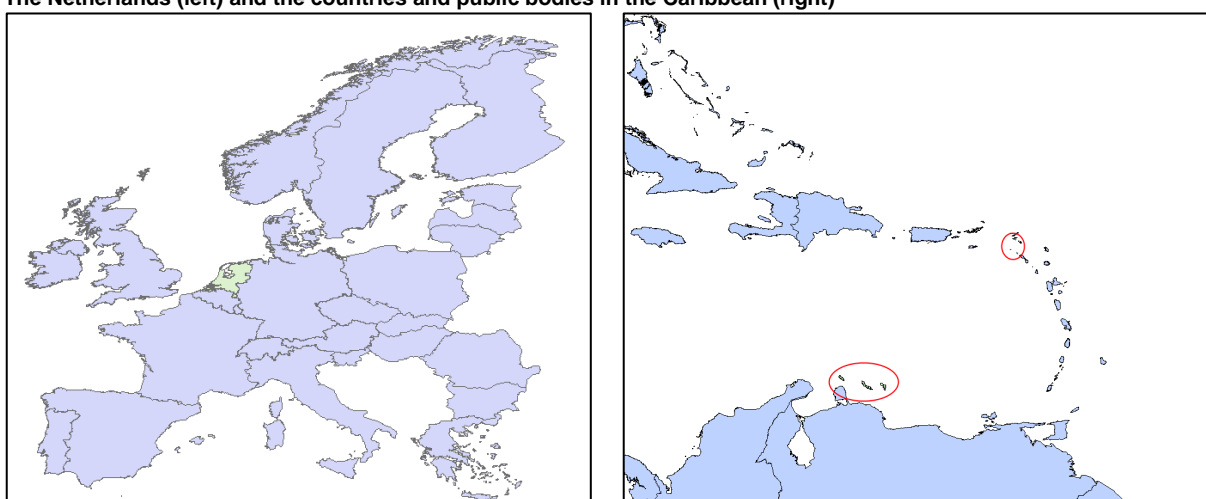 The Netherlands (left) and the countries and public bodies in the Caribbean (right)